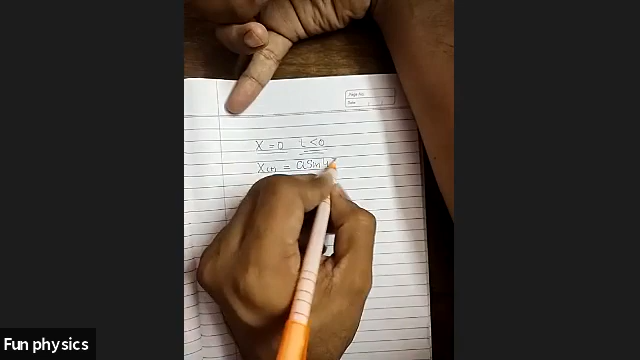 Page No.
Date
X = 0 t < 0
X(t) = a sin
Fun physics